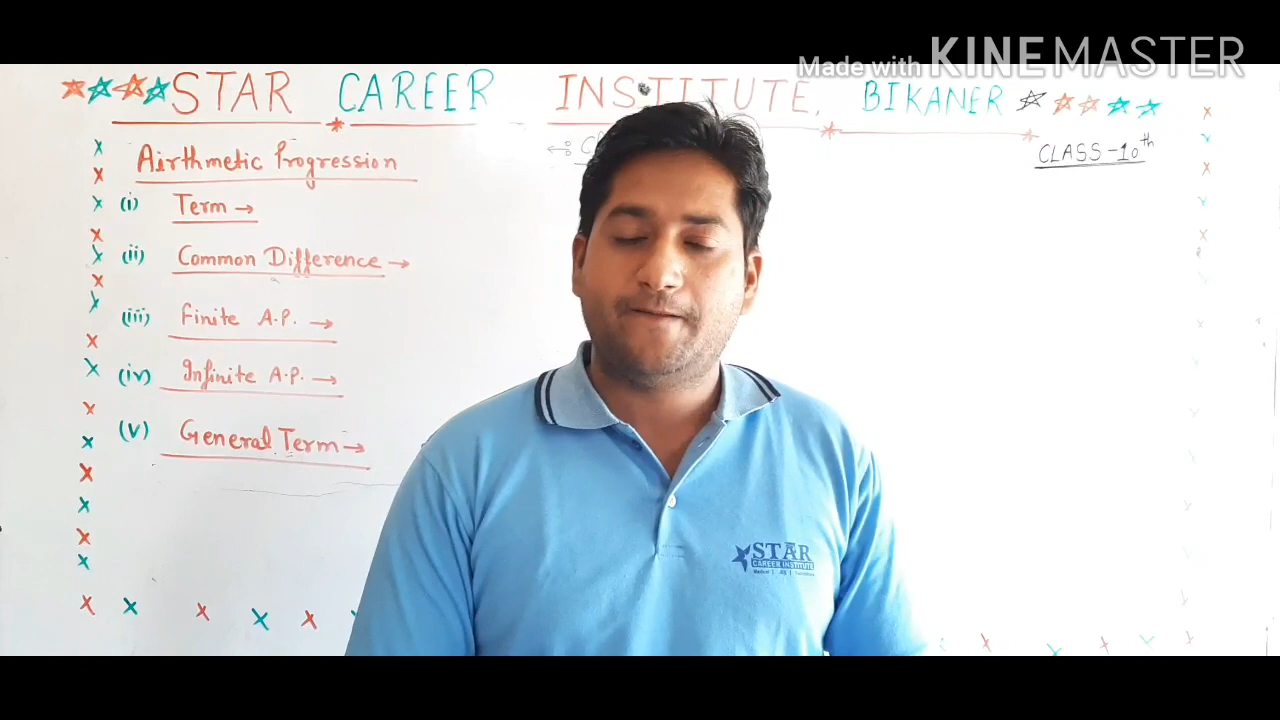 Made with KINEMASTER
STAR CAREER INSTITUTE, BIKANER
CLASS-10th
Airthmetic Progression
(i) Term →
(ii) Common Difference →
(iii) Finite A.P. →
(iv) Infinite A.P. →
(v) General Term →
STAR
CAREER INSTITUTE